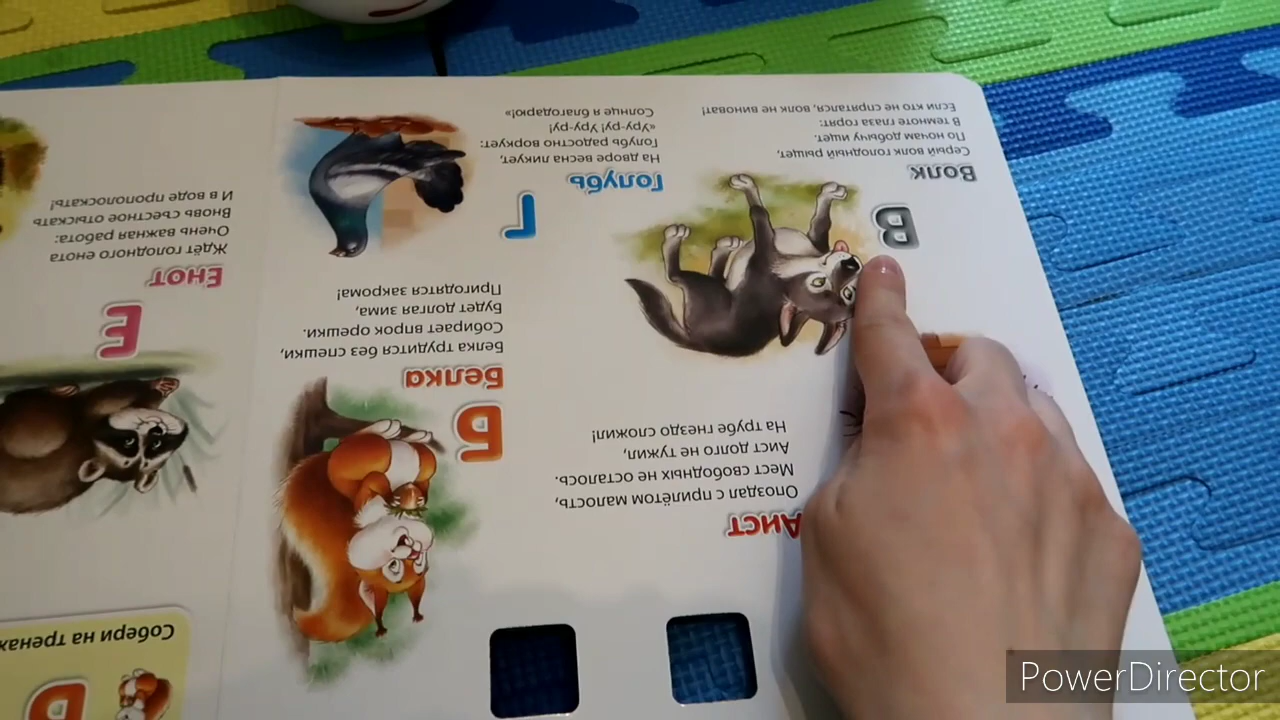 Аист
Опоздал с прилётом малость,
Мест свободных не осталось.
Аист долго не тужил,
На трубе гнездо сложил!
Б
Белка
Белка трудится без спешки,
Собирает впрок орешки.
Будет долгая зима,
Пригодятся закрома!
В
Волк
Серый волк голодный рыщет,
По ночам добычу ищет.
В темноте глаза горят:
Если кто не спрятался, волк не виноват!
Г
Голубь
На дворе весна ликует,
Голубь радостно воркует:
«Уру-ру! Уру-ру!
Солнце я благодарю!»
Е
Енот
Ждёт голодного енота
Очень важная работа:
Вновь съестное отыскать
И в воде прополоскать!
Собери на
PowerDirector